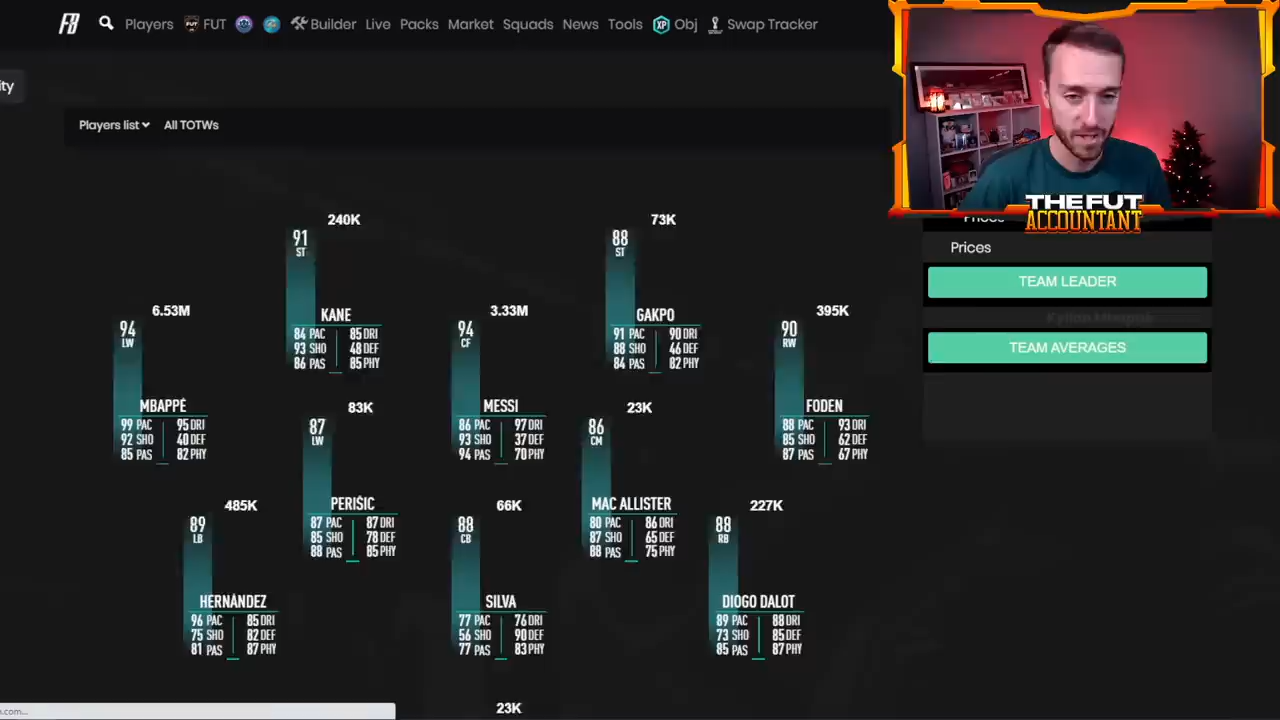 FB Players FUT Builder Live Packs Market Squads News Tools XP Obj Swap Tracker
ity
Players list All TOTWs
THE FUT
ACCOUNTANT
Prices
Prices
TEAM LEADER
Kylian Mbappé
TEAM AVERAGES
240K
91
ST
KANE
84 PAC 85 DRI
93 SHO 48 DEF
86 PAS 85 PHY
73K
88
ST
GAKPO
91 PAC 90 DRI
88 SHO 46 DEF
84 PAS 82 PHY
6.53M
94
LW
MBAPPÉ
99 PAC 95 DRI
92 SHO 40 DEF
85 PAS 82 PHY
3.33M
94
CF
MESSI
86 PAC 97 DRI
93 SHO 37 DEF
94 PAS 70 PHY
395K
90
RW
FODEN
88 PAC 93 DRI
85 SHO 62 DEF
87 PAS 67 PHY
83K
87
LW
PERIŠIC
87 PAC 87 DRI
85 SHO 78 DEF
88 PAS 85 PHY
23K
86
CM
MAC ALLISTER
80 PAC 86 DRI
87 SHO 65 DEF
88 PAS 75 PHY
485K
89
LB
HERNÁNDEZ
96 PAC 85 DRI
75 SHO 82 DEF
81 PAS 87 PHY
66K
88
CB
SILVA
77 PAC 76 DRI
56 SHO 90 DEF
77 PAS 83 PHY
227K
88
RB
DIOGO DALOT
89 PAC 88 DRI
73 SHO 85 DEF
85 PAS 87 PHY
23K
n.com...